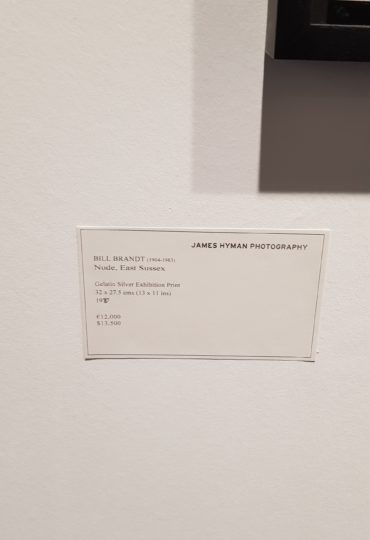 JAMES HYMAN PHOTOGRAPHY
BILL BRANDT (1904-1983)
Nude, East Sussex
Gelatin Silver Exhibition Print
32 x 27.5 cms (13 x 11 ins)
€12,000
$13,500